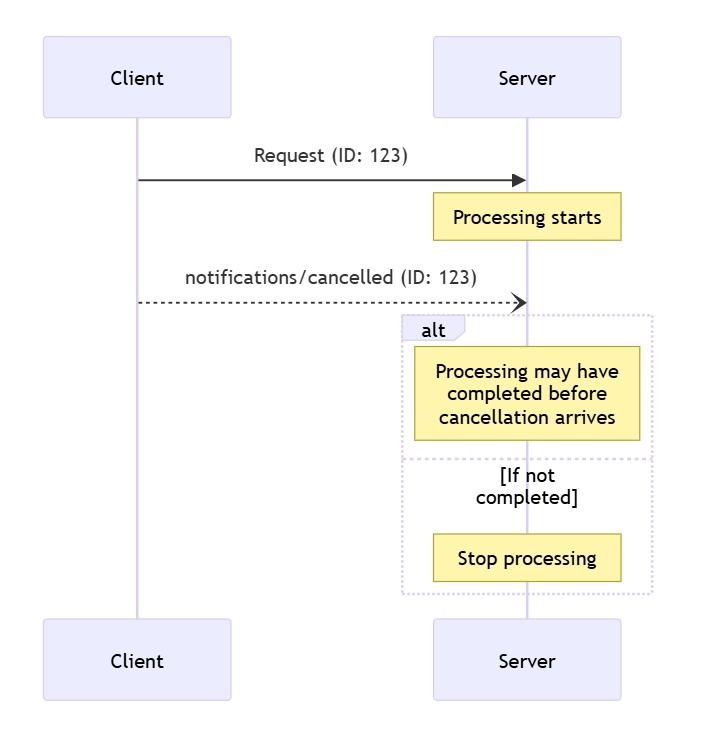 Client
Server
Request (ID: 123)
Processing starts
notifications/cancelled (ID: 123)
alt
Processing may have
completed before
cancellation arrives
[If not
completed]
Stop processing
Client
Server